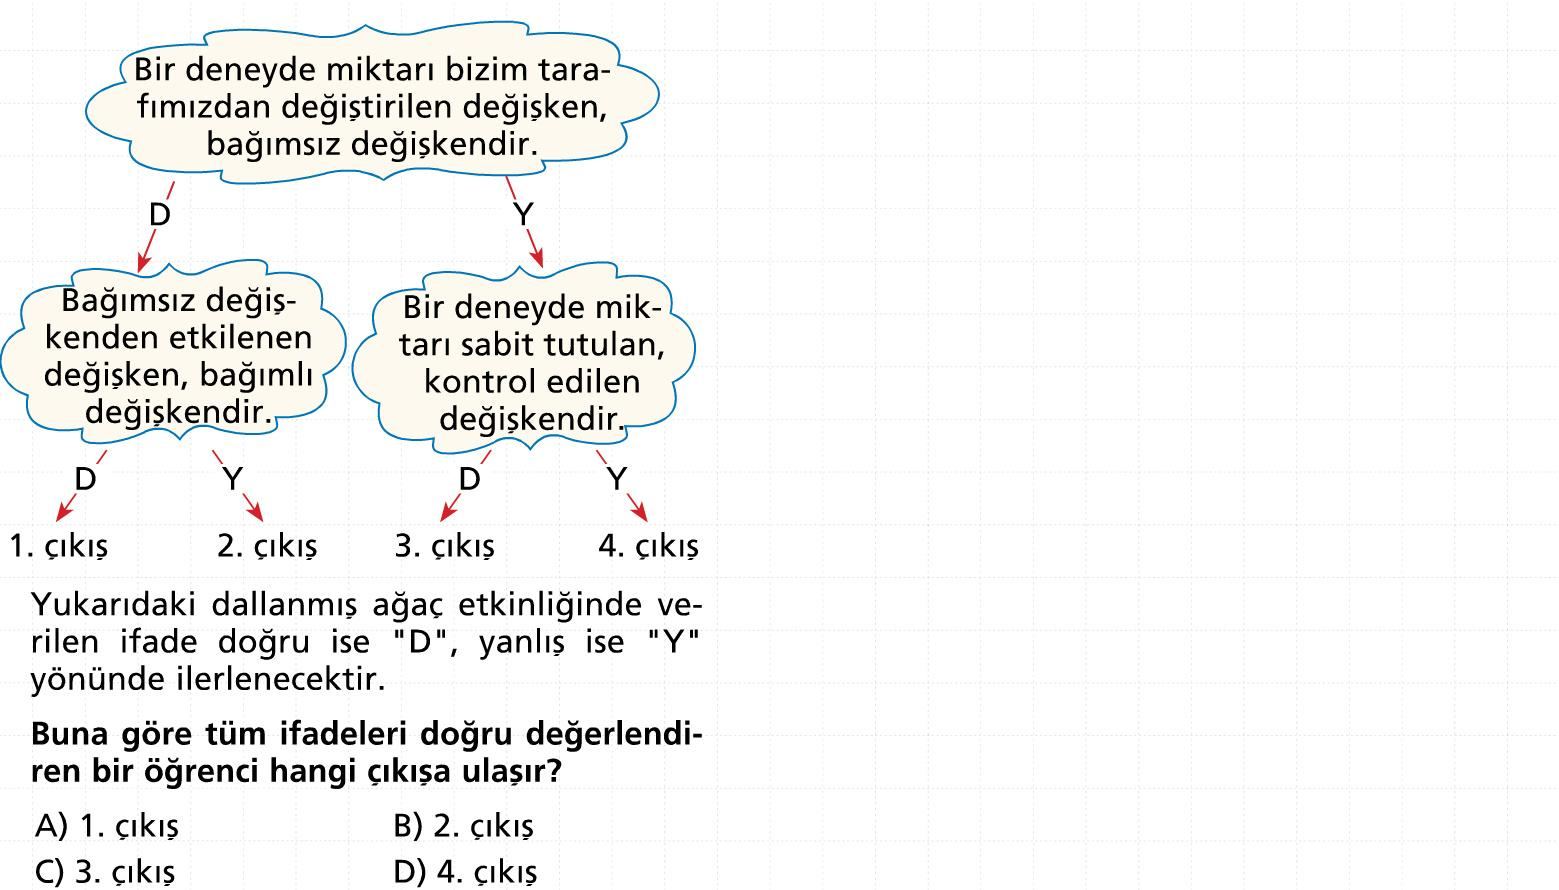 Bir deneyde miktarı bizim tara-
fımızdan değiştirilen değişken,
bağımsız değişkendir.
D
Y
Bağımsız değiş-
kenden etkilenen
değişken, bağımlı
değişkendir.
Bir deneyde mik-
tarı sabit tutulan,
kontrol edilen
değişkendir.
D
Y
D
Y
1. çıkış
2. çıkış
3. çıkış
4. çıkış
Yukarıdaki dallanmış ağaç etkinliğinde ve-
rilen ifade doğru ise "D", yanlış ise "Y"
yönünde ilerlenecektir.
Buna göre tüm ifadeleri doğru değerlendi-
ren bir öğrenci hangi çıkışa ulaşır?
A) 1. çıkış
B) 2. çıkış
C) 3. çıkış
D) 4. çıkış